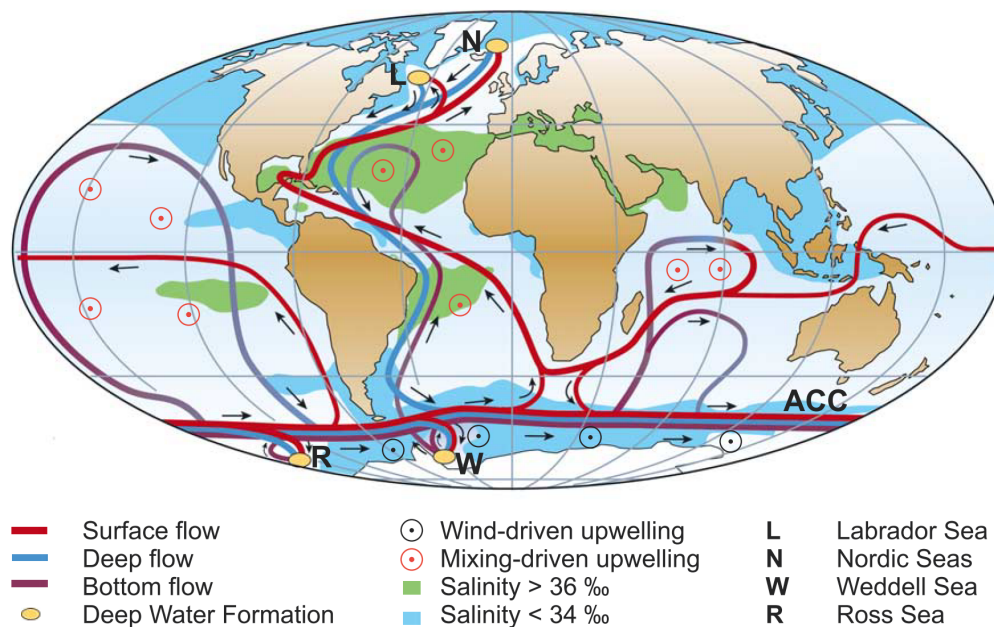 N
L
ACC
R
W
Surface flow
Deep flow
Bottom flow
Deep Water Formation
Wind-driven upwelling
Mixing-driven upwelling
Salinity > 36 ‰
Salinity < 34 ‰
L Labrador Sea
N Nordic Seas
W Weddell Sea
R Ross Sea